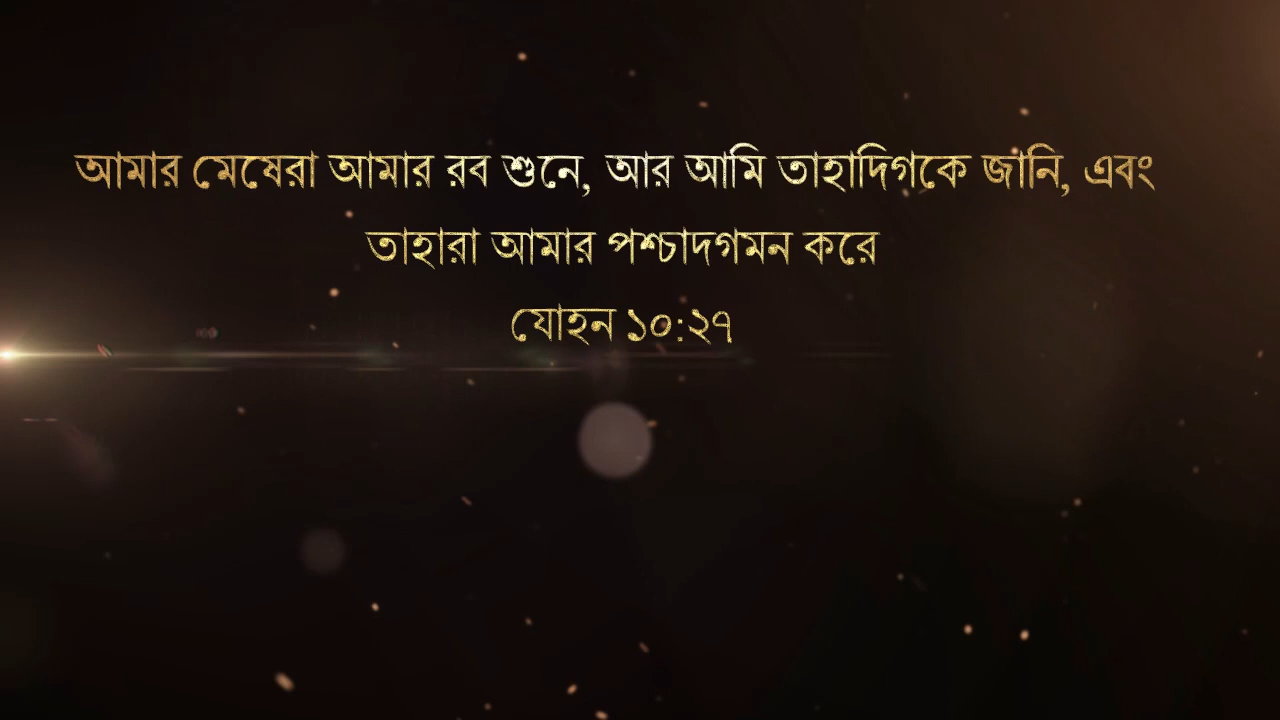 আমার মেষেরা আমার রব শুনে, আর আমি তাহাদিগকে জানি, এবং
তাহারা আমার পশ্চাদগমন করে
যোহন ১০:২৭